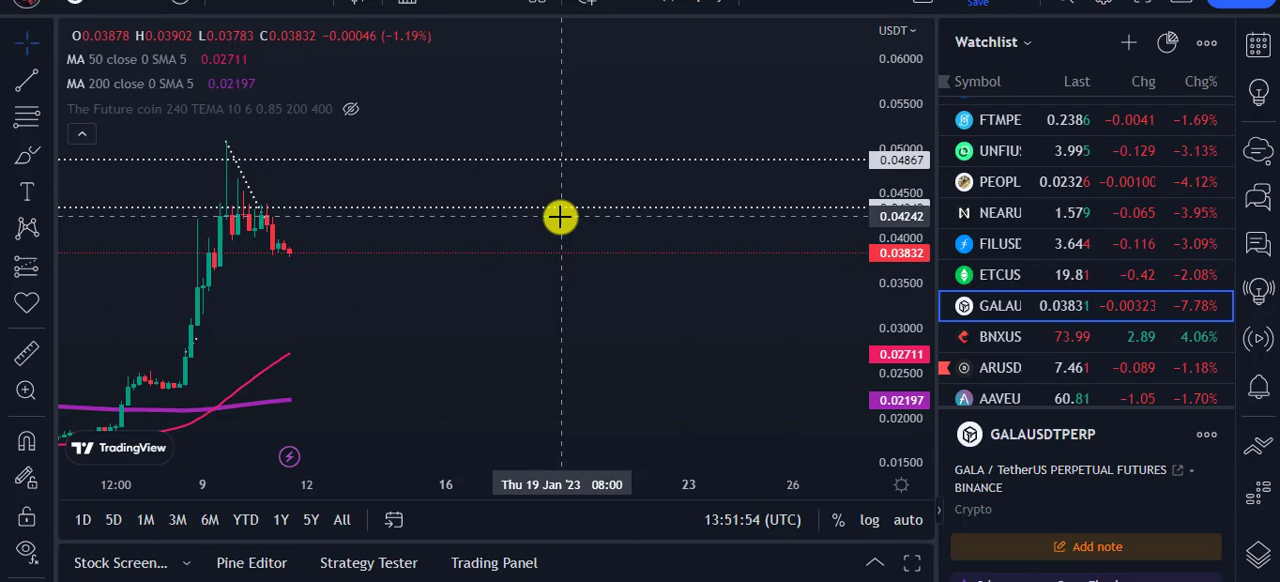 Save
O0.03878 H0.03902 L0.03783 C0.03832 −0.00046 (−1.19%)
MA 50 close 0 SMA 5 0.02711
MA 200 close 0 SMA 5 0.02197
The Future coin 240 TEMA 10 6 0.85 200 400
USDT
0.06000
0.05500
0.05000
0.04867
0.04500
0.04242
0.04000
0.03832
0.03500
0.03000
0.02711
0.02500
0.02197
0.02000
0.01500
TradingView
12:00 9 12 16 Thu 19 Jan '23 08:00 23 26
1D 5D 1M 3M 6M YTD 1Y 5Y All 13:51:54 (UTC) % log auto
Stock Screen... Pine Editor Strategy Tester Trading Panel
Watchlist
Symbol Last Chg Chg%
FTMPE 0.2386 −0.0041 −1.69%
UNFIU 3.995 −0.129 −3.13%
PEOPL 0.02326 −0.00100 −4.12%
NEARU 1.579 −0.065 −3.95%
FILUSD 3.644 −0.116 −3.09%
ETCUS 19.81 −0.42 −2.08%
GALAU 0.03831 −0.00323 −7.78%
BNXUS 73.99 2.89 4.06%
ARUSD 7.461 −0.089 −1.18%
AAVEU 60.81 −1.05 −1.70%
GALAUSDTPERP
GALA / TetherUS PERPETUAL FUTURES
BINANCE
Crypto
Add note